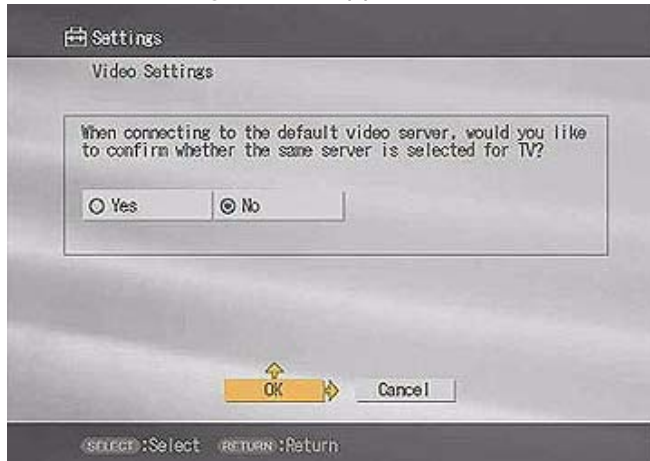 Settings
Video Settings
When connecting to the default video server, would you like
to confirm whether the same server is selected for TV?
Yes No
OK Cancel
SELECT:Select RETURN:Return